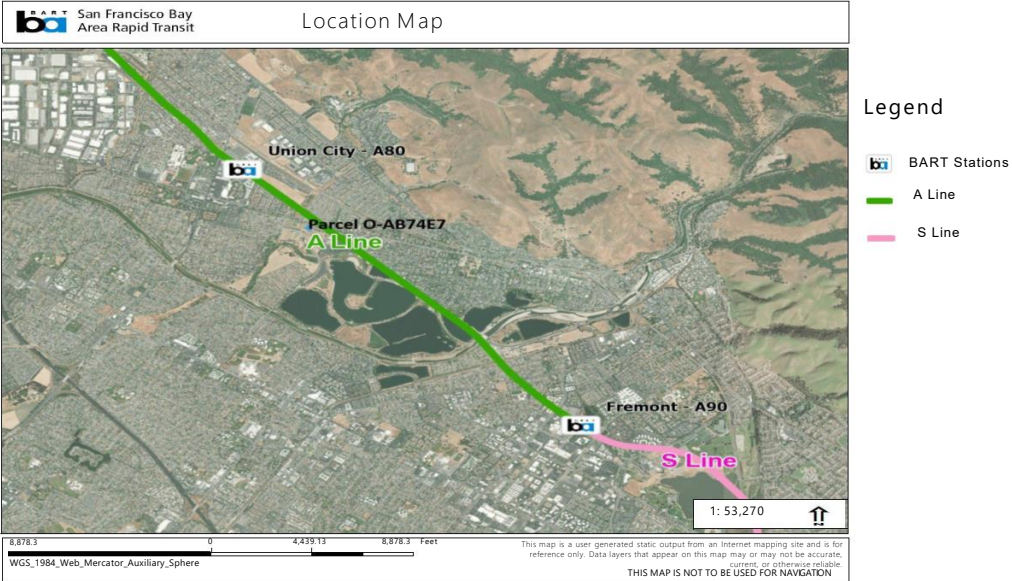 BART
San Francisco Bay
Area Rapid Transit
Location Map
Union City - A80
Parcel O-AB74E7
A Line
Fremont - A90
S Line
1: 53,270
Legend
BART Stations
A Line
S Line
8,878.3 0 4,439.13 8,878.3 Feet
WGS_1984_Web_Mercator_Auxiliary_Sphere
This map is a user generated static output from an Internet mapping site and is for
reference only. Data layers that appear on this map may or may not be accurate,
current, or otherwise reliable.
THIS MAP IS NOT TO BE USED FOR NAVIGATION